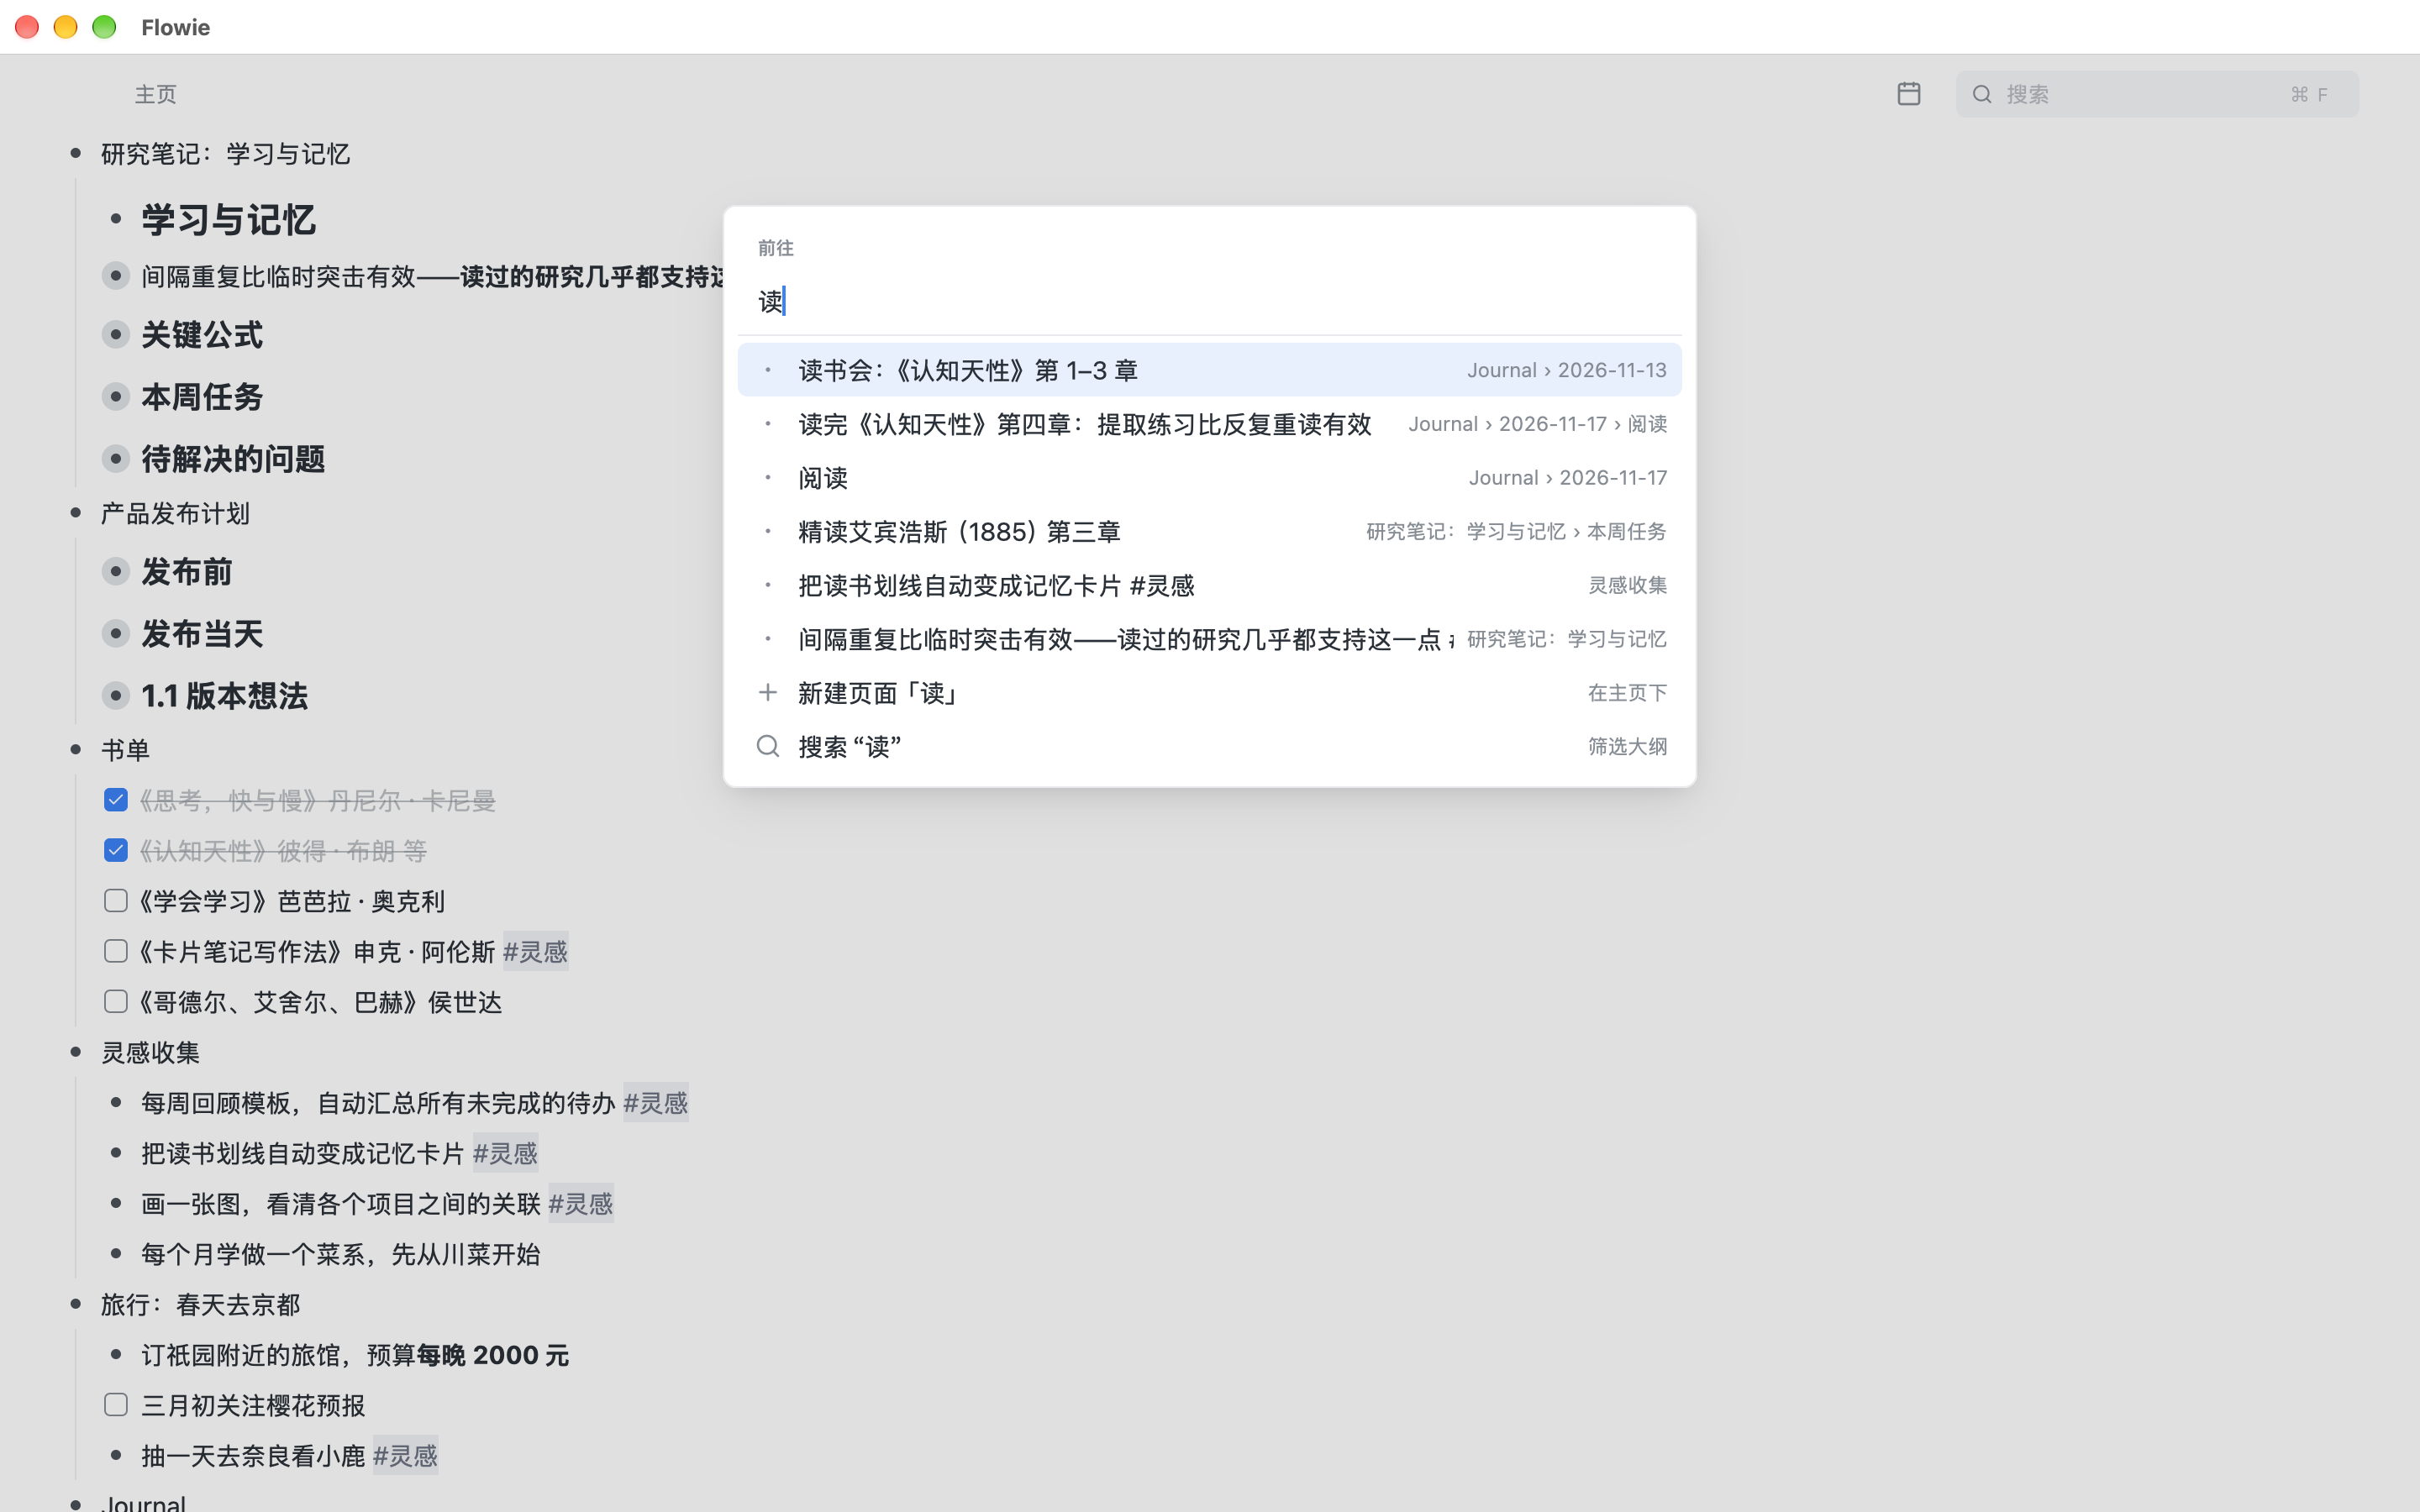 Flowie
主页
搜索 ⌘ F
研究笔记：学习与记忆
学习与记忆
间隔重复比临时突击有效——读过的研究几乎都支持
关键公式
本周任务
待解决的问题
产品发布计划
发布前
发布当天
1.1 版本想法
书单
《思考，快与慢》丹尼尔 · 卡尼曼
《认知天性》彼得 · 布朗 等
《学会学习》芭芭拉 · 奥克利
《卡片笔记写作法》申克 · 阿伦斯 #灵感
《哥德尔、艾舍尔、巴赫》侯世达
灵感收集
每周回顾模板，自动汇总所有未完成的待办 #灵感
把读书划线自动变成记忆卡片 #灵感
画一张图，看清各个项目之间的关联 #灵感
每个月学做一个菜系，先从川菜开始
旅行：春天去京都
订祇园附近的旅馆，预算每晚 2000 元
三月初关注樱花预报
抽一天去奈良看小鹿 #灵感
Journal
前往
读
读书会：《认知天性》第 1–3 章 Journal › 2026-11-13
读完《认知天性》第四章：提取练习比反复重读有效 Journal › 2026-11-17 › 阅读
阅读 Journal › 2026-11-17
精读艾宾浩斯（1885）第三章 研究笔记：学习与记忆 › 本周任务
把读书划线自动变成记忆卡片 #灵感 灵感收集
间隔重复比临时突击有效——读过的研究几乎都支持这一点 研究笔记：学习与记忆
新建页面「读」 在主页下
搜索 “读” 筛选大纲